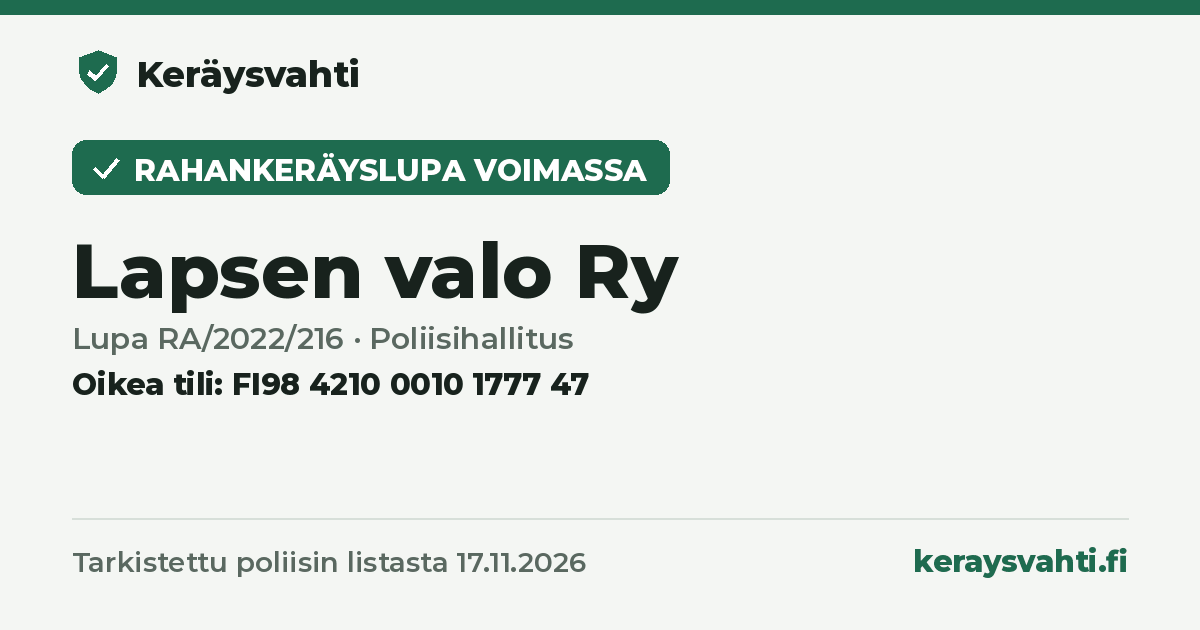 Keräysvahti
RAHANKERÄYSLUPA VOIMASSA
Lapsen valo Ry
Lupa RA/2022/216 · Poliisihallitus
Oikea tili: FI98 4210 0010 1777 47
Tarkistettu poliisin listasta 17.11.2026
keraysvahti.fi